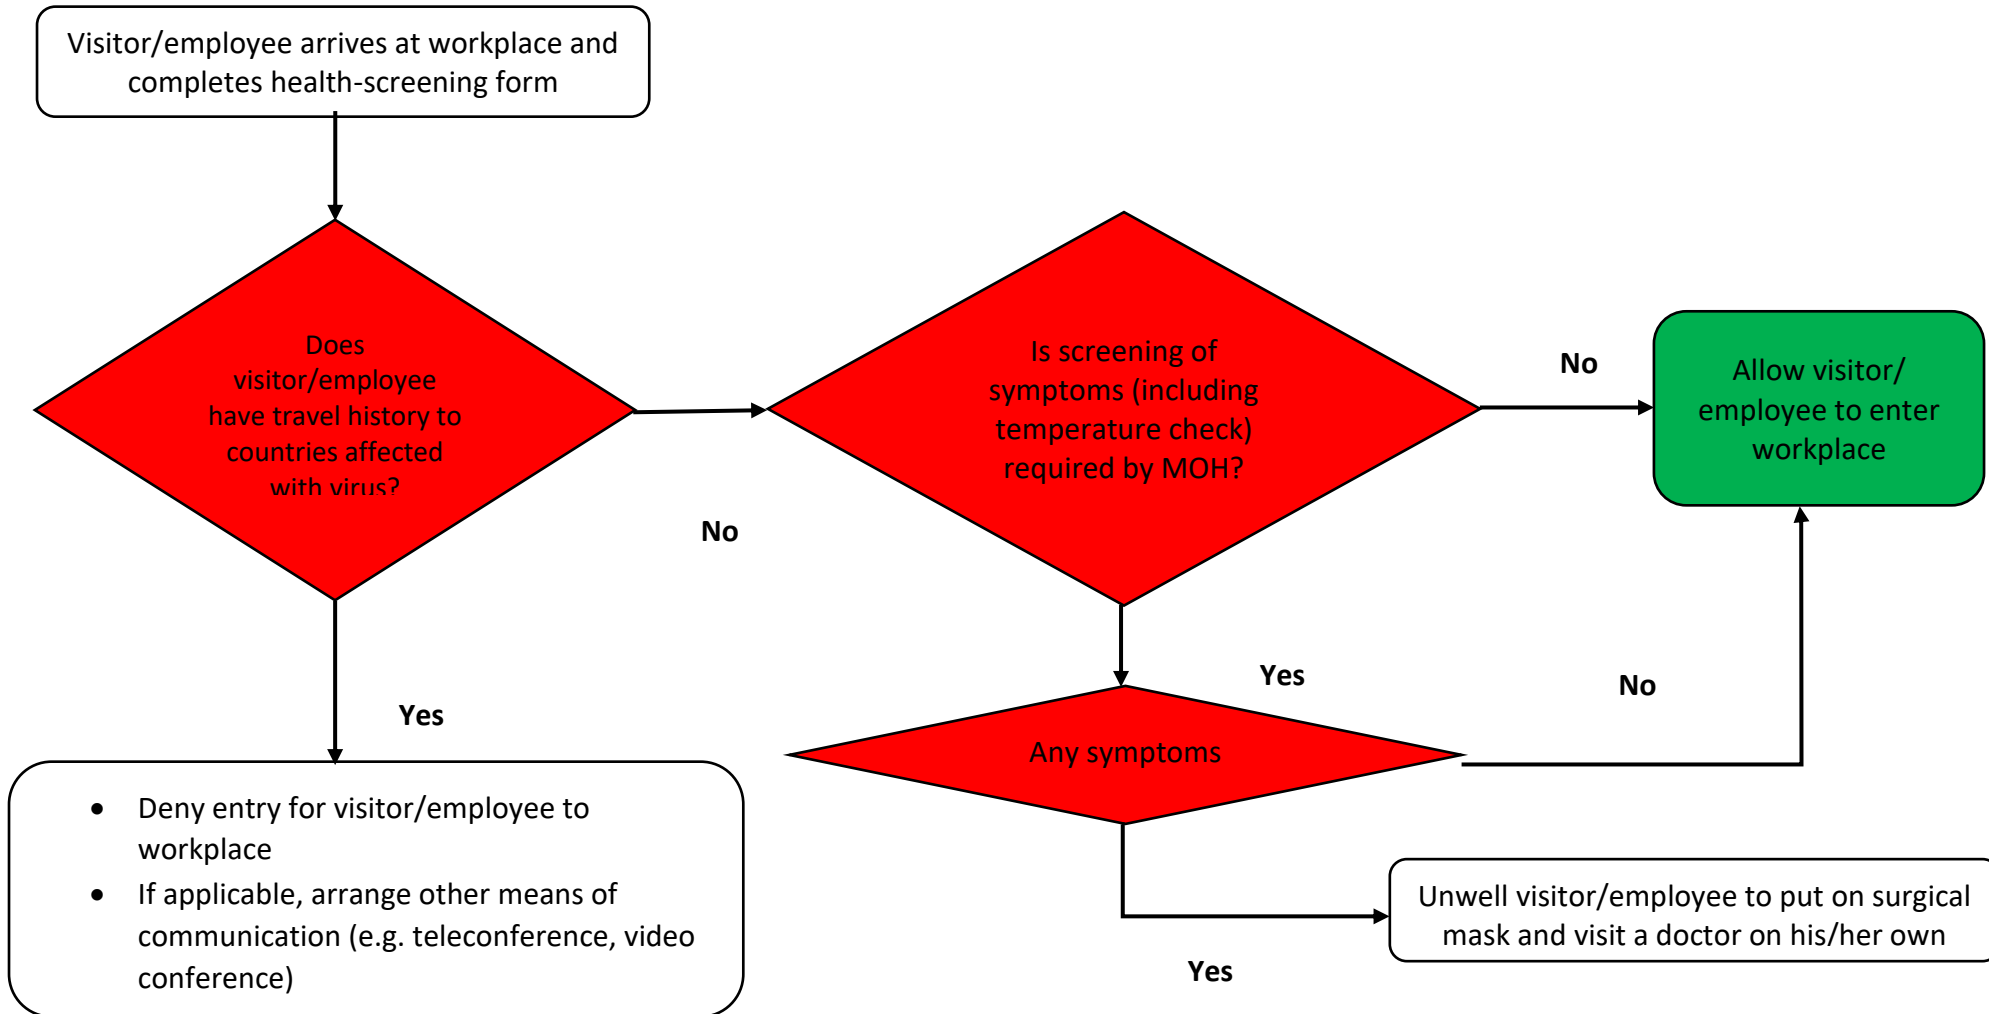 Visitor/employee arrives at workplace and
completes health-screening form
Does
visitor/employee
have travel history to
countries affected
with virus?
No
Yes
Is screening of
symptoms (including
temperature check)
required by MOH?
No
Allow visitor/
employee to enter
workplace
Yes
No
Any symptoms
• Deny entry for visitor/employee to
workplace
• If applicable, arrange other means of
communication (e.g. teleconference, video
conference)
Unwell visitor/employee to put on surgical
mask and visit a doctor on his/her own
Yes